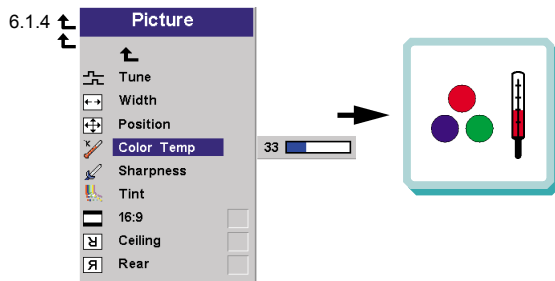 6.1.4
Picture
Tune
Width
Position
Color Temp
33
Sharpness
Tint
16:9
Ceiling
Rear